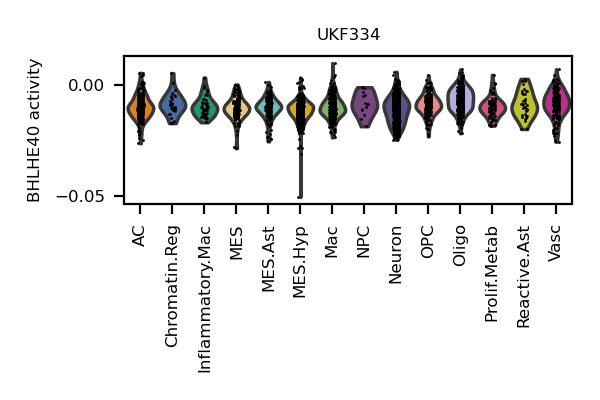 UKF334
BHLHE40 activity
0.00
−0.05
AC
Chromatin.Reg
Inflammatory.Mac
MES
MES.Ast
MES.Hyp
Mac
NPC
Neuron
OPC
Oligo
Prolif.Metab
Reactive.Ast
Vasc